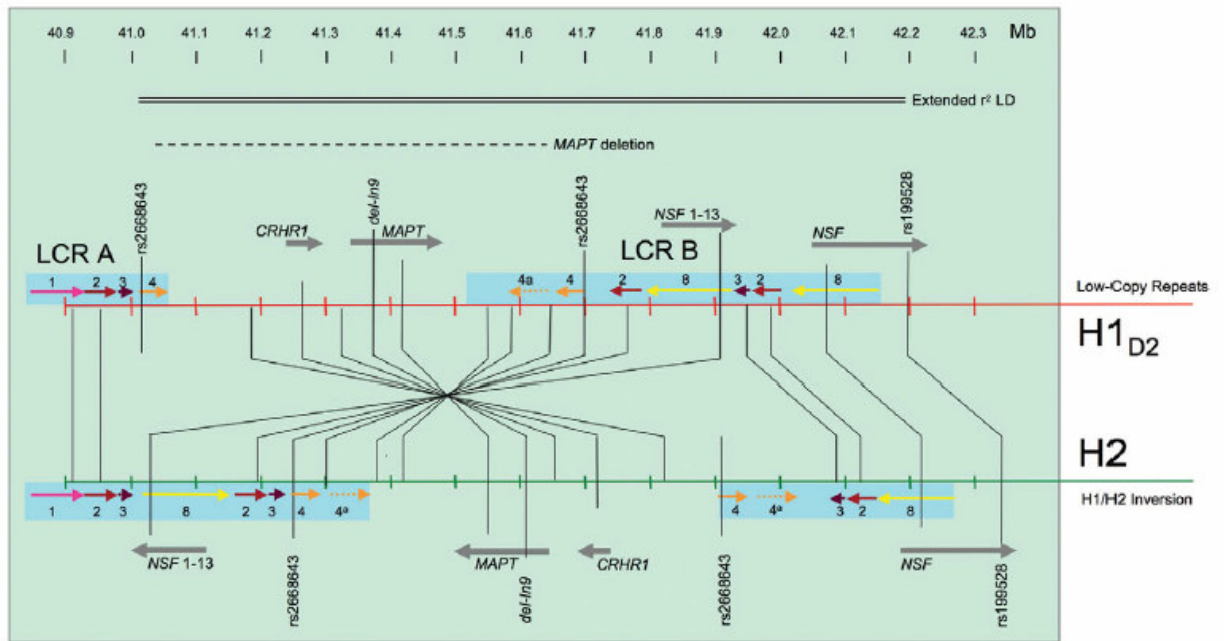 40.9 41.0 41.1 41.2 41.3 41.4 41.5 41.6 41.7 41.8 41.9 42.0 42.1 42.2 42.3 Mb
Extended r² LD
MAPT deletion
rs2668643
del-In9
rs2668643
NSF 1-13
rs199528
CRHR1
MAPT
NSF
LCR A
LCR B
1 2 3 4 4a 4 2 8 3 2 8
Low-Copy Repeats
H1D2
H2
H1/H2 Inversion
1 2 3 8 2 3 4 4ª 4 4ª 3 2 8
NSF 1-13
MAPT
CRHR1
NSF
rs2668643
del-In9
rs2668643
rs199528